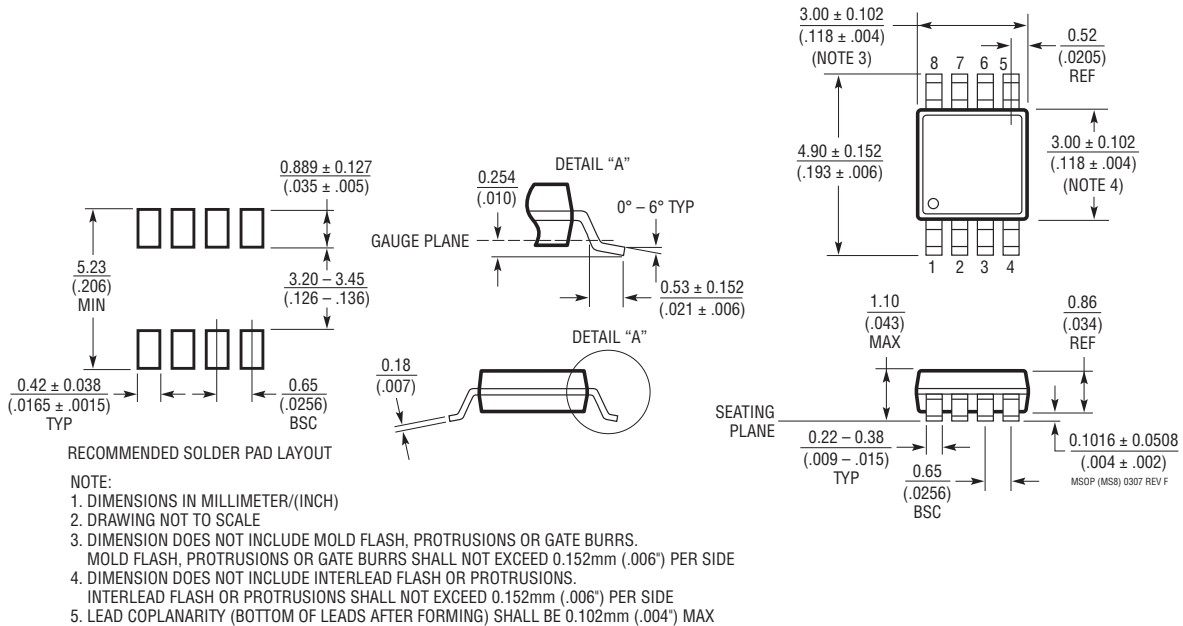 0.889 ± 0.127
(.035 ± .005)
5.23
(.206)
MIN
3.20 – 3.45
(.126 – .136)
0.42 ± 0.038
(.0165 ± .0015)
TYP
0.65
(.0256)
BSC
RECOMMENDED SOLDER PAD LAYOUT
DETAIL “A”
0.254
(.010)
0° – 6° TYP
GAUGE PLANE
0.53 ± 0.152
(.021 ± .006)
DETAIL “A”
0.18
(.007)
3.00 ± 0.102
(.118 ± .004)
(NOTE 3)
0.52
(.0205)
REF
8 7 6 5
4.90 ± 0.152
(.193 ± .006)
3.00 ± 0.102
(.118 ± .004)
(NOTE 4)
1 2 3 4
1.10
(.043)
MAX
0.86
(.034)
REF
SEATING
PLANE
0.22 – 0.38
(.009 – .015)
TYP
0.65
(.0256)
BSC
0.1016 ± 0.0508
(.004 ± .002)
MSOP (MS8) 0307 REV F
NOTE:
1. DIMENSIONS IN MILLIMETER/(INCH)
2. DRAWING NOT TO SCALE
3. DIMENSION DOES NOT INCLUDE MOLD FLASH, PROTRUSIONS OR GATE BURRS.
MOLD FLASH, PROTRUSIONS OR GATE BURRS SHALL NOT EXCEED 0.152mm (.006") PER SIDE
4. DIMENSION DOES NOT INCLUDE INTERLEAD FLASH OR PROTRUSIONS.
INTERLEAD FLASH OR PROTRUSIONS SHALL NOT EXCEED 0.152mm (.006") PER SIDE
5. LEAD COPLANARITY (BOTTOM OF LEADS AFTER FORMING) SHALL BE 0.102mm (.004") MAX